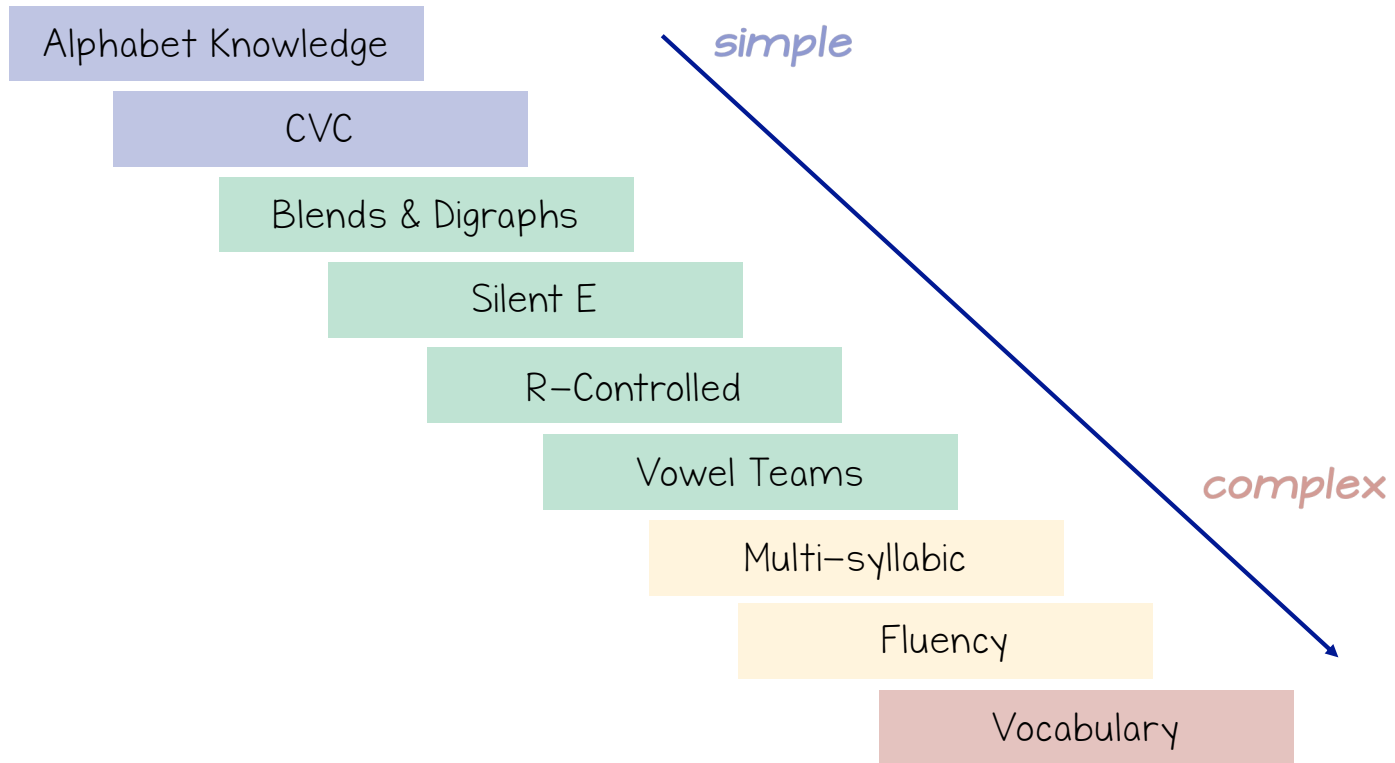 Alphabet Knowledge
simple
CVC
Blends & Digraphs
Silent E
R-Controlled
Vowel Teams
complex
Multi-syllabic
Fluency
Vocabulary